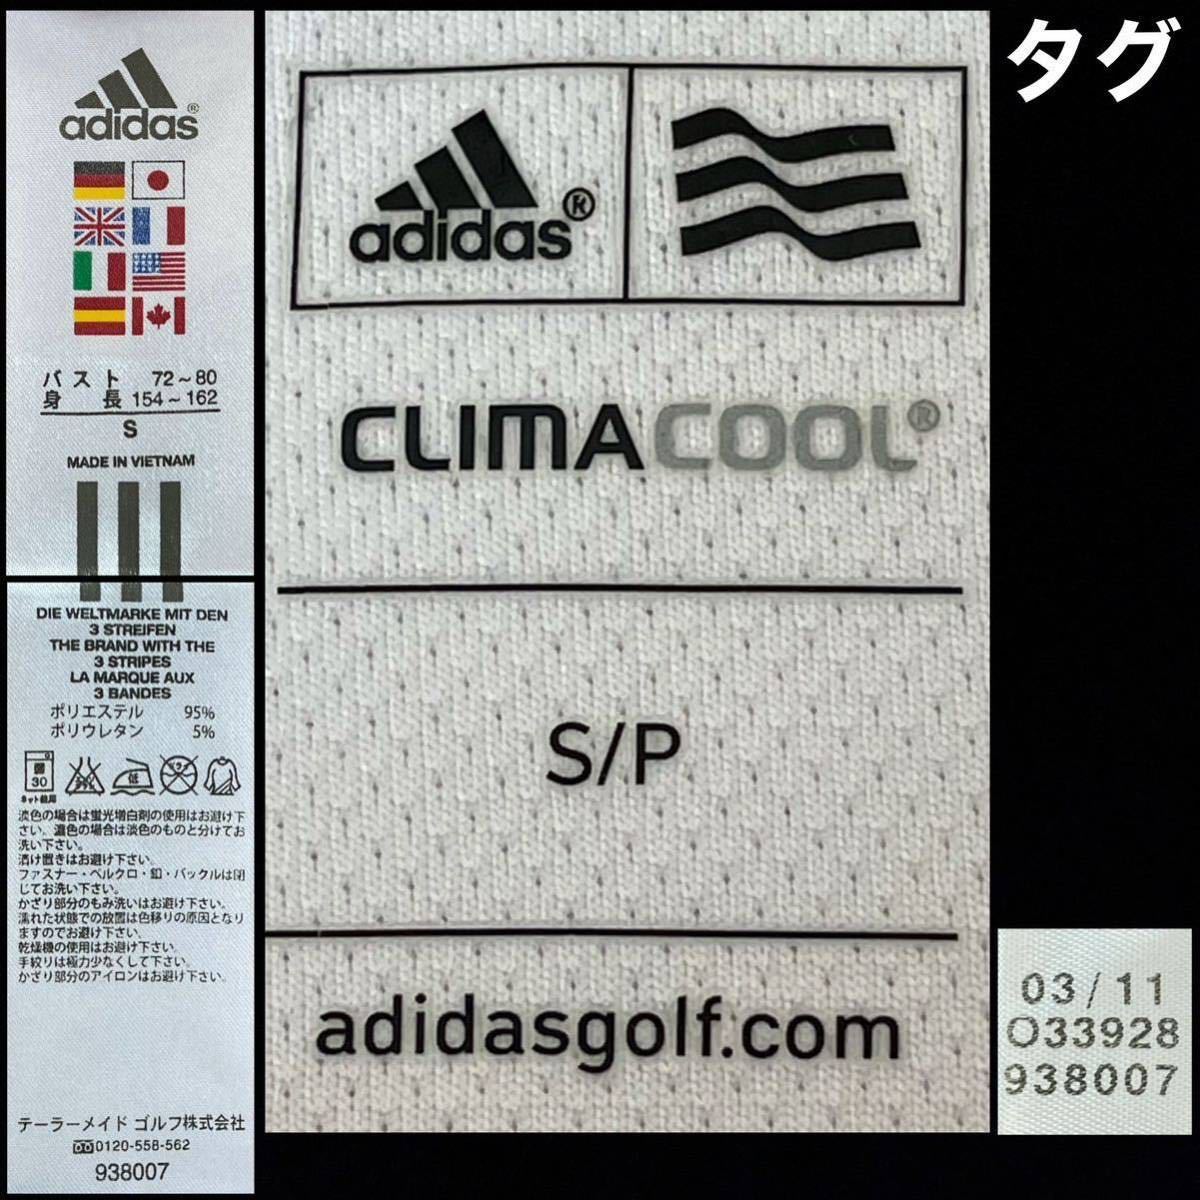 adidas®
バスト 72~80
身長 154~162
S
MADE IN VIETNAM
DIE WELTMARKE MIT DEN
3 STREIFEN
THE BRAND WITH THE
3 STRIPES
LA MARQUE AUX
3 BANDES
ポリエステル 95%
ポリウレタン 5%
弱 30 ネット使用 低
淡色の場合は蛍光増白剤の使用はお避け下
さい。濃色の場合は淡色のものと分けてお
洗い下さい。
漬け置きはお避け下さい。
ファスナー・ベルクロ・釦・バックルは閉
じてお洗い下さい。
かざり部分のもみ洗いはお避け下さい。
濡れた状態での放置は色移りの原因となり
ますのでお避け下さい。
乾燥機の使用はお避け下さい。
手絞りは極力少なくして下さい。
かざり部分のアイロンはお避け下さい。
テーラーメイド ゴルフ株式会社
0120-558-562
938007
adidas®
CLIMACOOL®
S/P
adidasgolf.com
タグ
03/11
O33928
938007